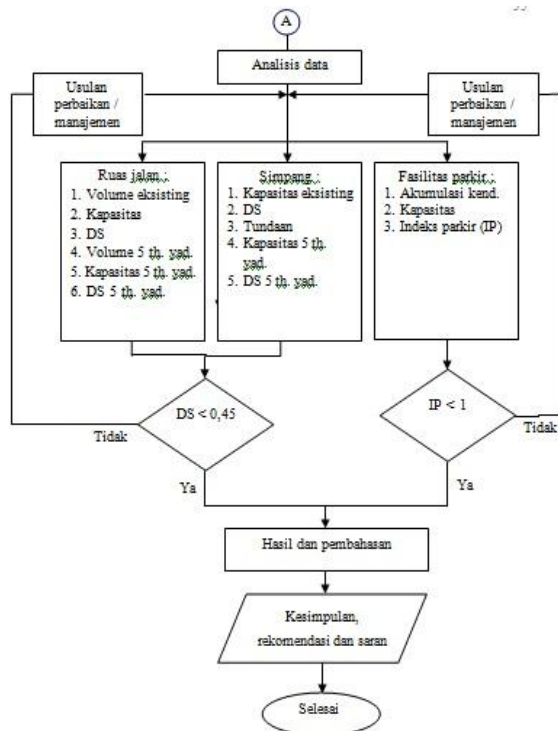 A
Analisis data
Usulan
perbaikan /
manajemen
Usulan
perbaikan /
manajemen
Ruas jalan :
1. Volume eksisting
2. Kapasitas
3. DS
4. Volume 5 th. yad.
5. Kapasitas 5 th. yad.
6. DS 5 th. yad.
Simpang :
1. Kapasitas eksisting
2. DS
3. Tundaan
4. Kapasitas 5 th.
yad.
5. DS 5 th. yad.
Fasilitas parkir :
1. Akumulasi kend.
2. Kapasitas
3. Indeks parkir (IP)
DS < 0,45
IP < 1
Tidak
Tidak
Ya
Ya
Hasil dan pembahasan
Kesimpulan,
rekomendasi dan saran
Selesai